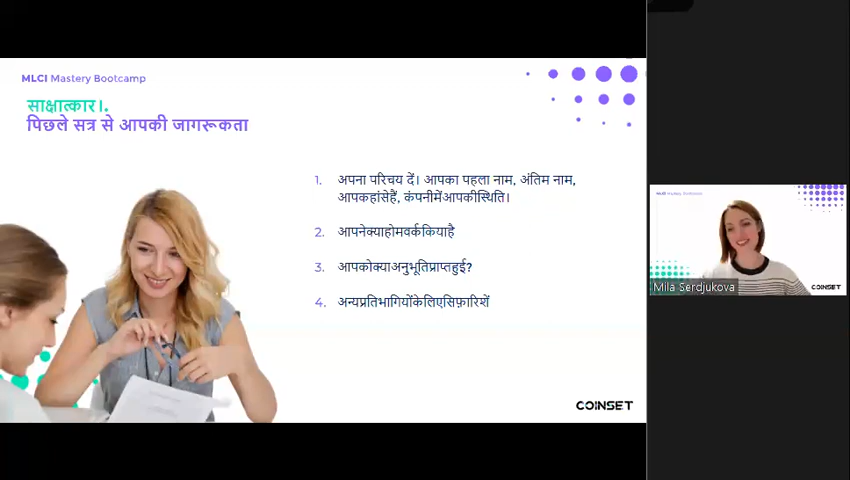 MLCI Mastery Bootcamp
साक्षात्कार।.
पिछले सत्र से आपकी जागरूकता
1. अपना परिचय दें। आपका पहला नाम, अंतिम नाम,
आपकहांसेहैं, कंपनीमेंआपकीस्थिति।
2. आपनेक्याहोमवर्ककियाहै
3. आपकोक्याअनुभूतिप्राप्तहुई?
4. अन्यप्रतिभागियोंकेलिएसिफ़ारिशें
COINSET
COINSET
Mila Serdjukova